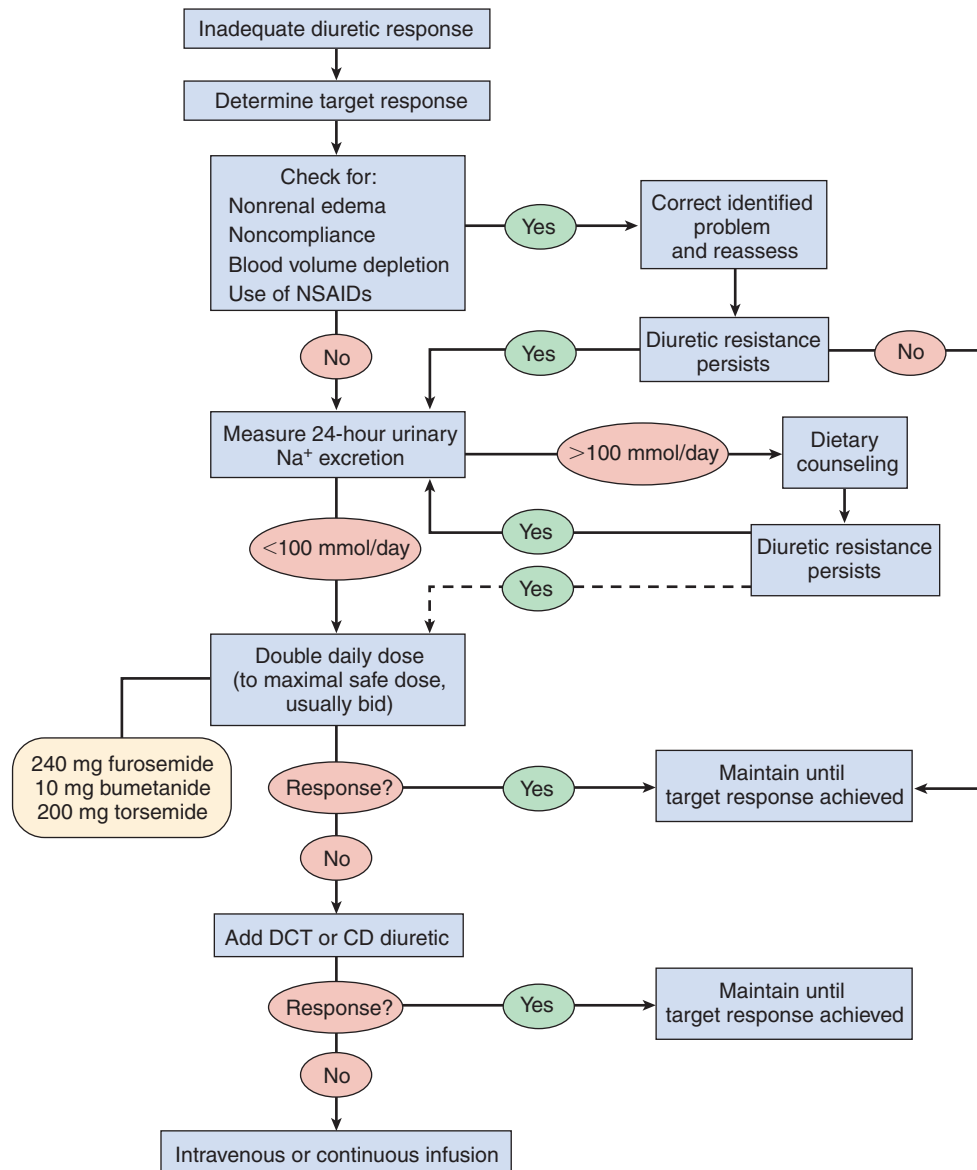 Inadequate diuretic response
Determine target response
Check for:
Nonrenal edema
Noncompliance
Blood volume depletion
Use of NSAIDs
Yes
Correct identified
problem
and reassess
No
Yes
Diuretic resistance
persists
No
Measure 24-hour urinary
Na⁺ excretion
>100 mmol/day
Dietary
counseling
<100 mmol/day
Yes
Diuretic resistance
persists
Yes
Double daily dose
(to maximal safe dose,
usually bid)
240 mg furosemide
10 mg bumetanide
200 mg torsemide
Response?
Yes
Maintain until
target response achieved
No
Add DCT or CD diuretic
Response?
Yes
Maintain until
target response achieved
No
Intravenous or continuous infusion